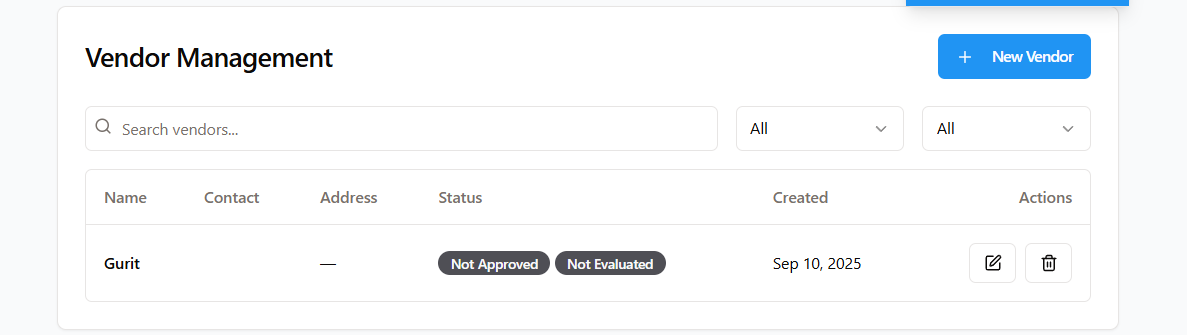 Vendor Management
+ New Vendor
Search vendors...
All
All
Name Contact Address Status Created Actions
Gurit — Not Approved Not Evaluated Sep 10, 2025